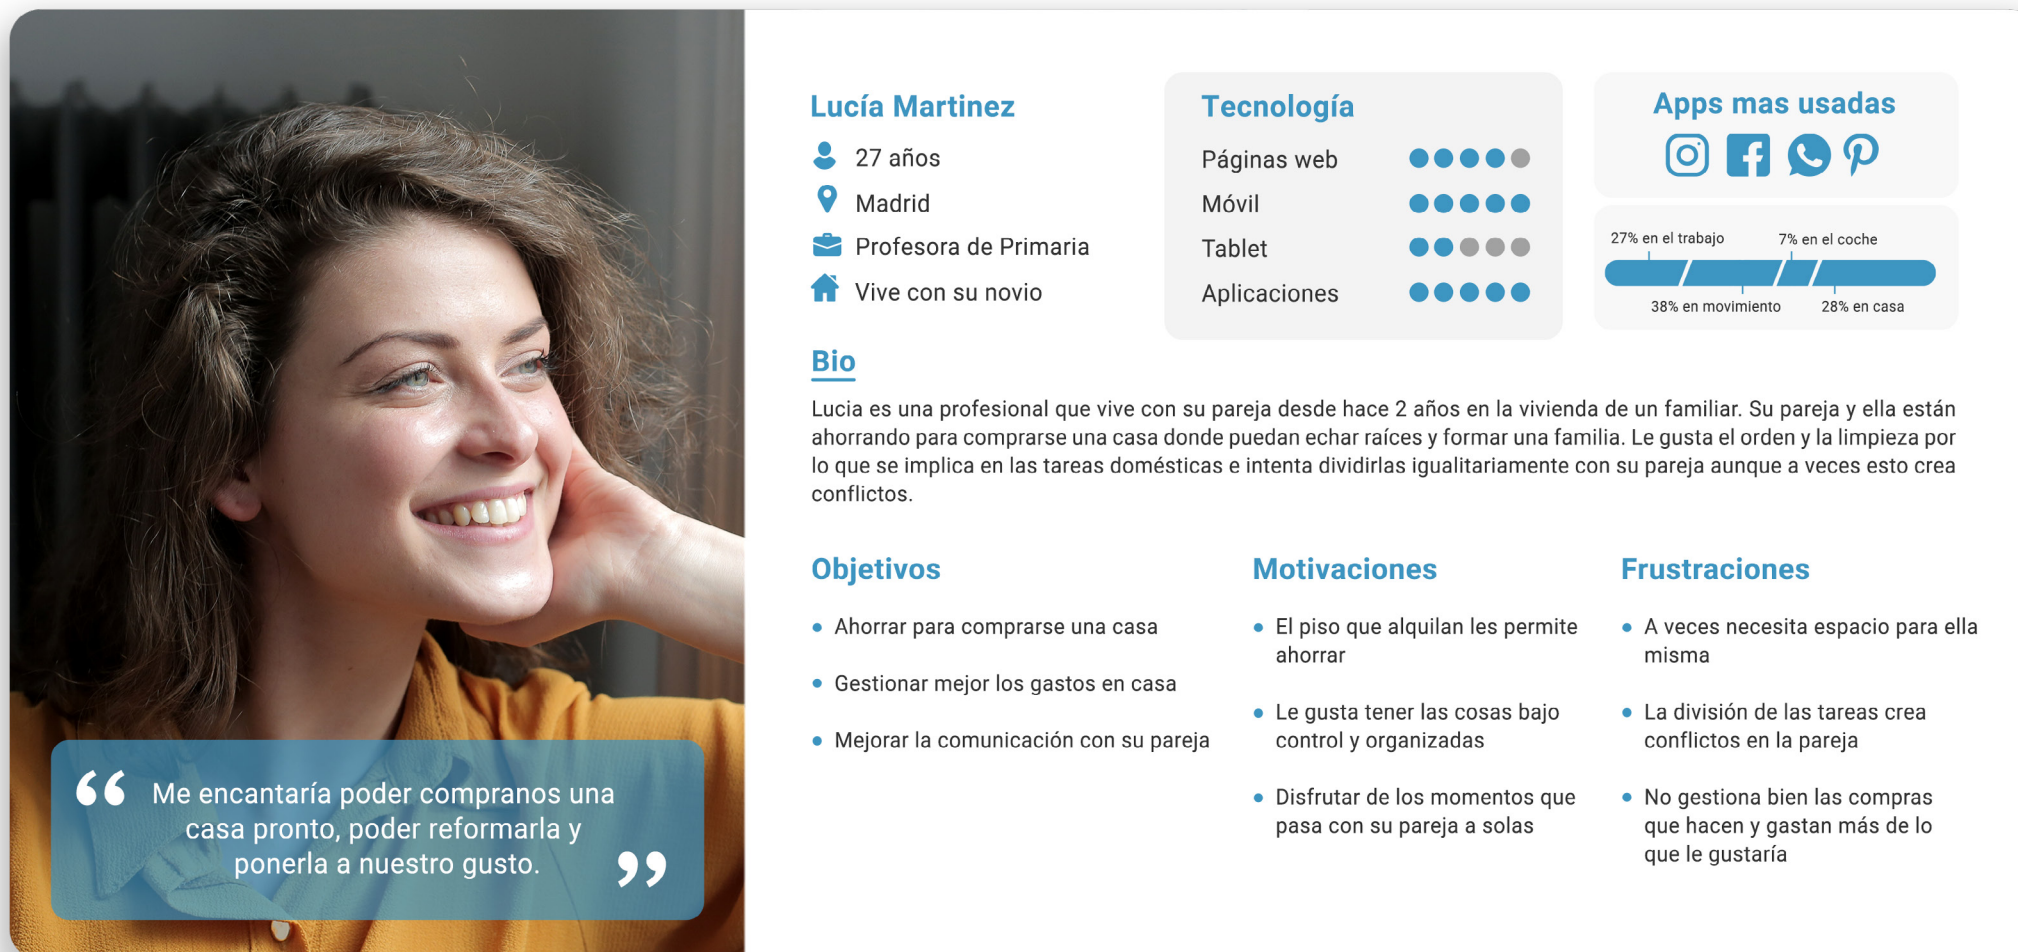 Lucía Martinez
27 años
Madrid
Profesora de Primaria
Vive con su novio
Tecnología
Páginas web
Móvil
Tablet
Aplicaciones
Apps mas usadas
27% en el trabajo
7% en el coche
38% en movimiento
28% en casa
Bio
Lucia es una profesional que vive con su pareja desde hace 2 años en la vivienda de un familiar. Su pareja y ella están
ahorrando para comprarse una casa donde puedan echar raíces y formar una familia. Le gusta el orden y la limpieza por
lo que se implica en las tareas domésticas e intenta dividirlas igualitariamente con su pareja aunque a veces esto crea
conflictos.
Objetivos
• Ahorrar para comprarse una casa
• Gestionar mejor los gastos en casa
• Mejorar la comunicación con su pareja
Motivaciones
• El piso que alquilan les permite
ahorrar
• Le gusta tener las cosas bajo
control y organizadas
• Disfrutar de los momentos que
pasa con su pareja a solas
Frustraciones
• A veces necesita espacio para ella
misma
• La división de las tareas crea
conflictos en la pareja
• No gestiona bien las compras
que hacen y gastan más de lo
que le gustaría
“ Me encantaría poder compranos una
casa pronto, poder reformarla y
ponerla a nuestro gusto. ”